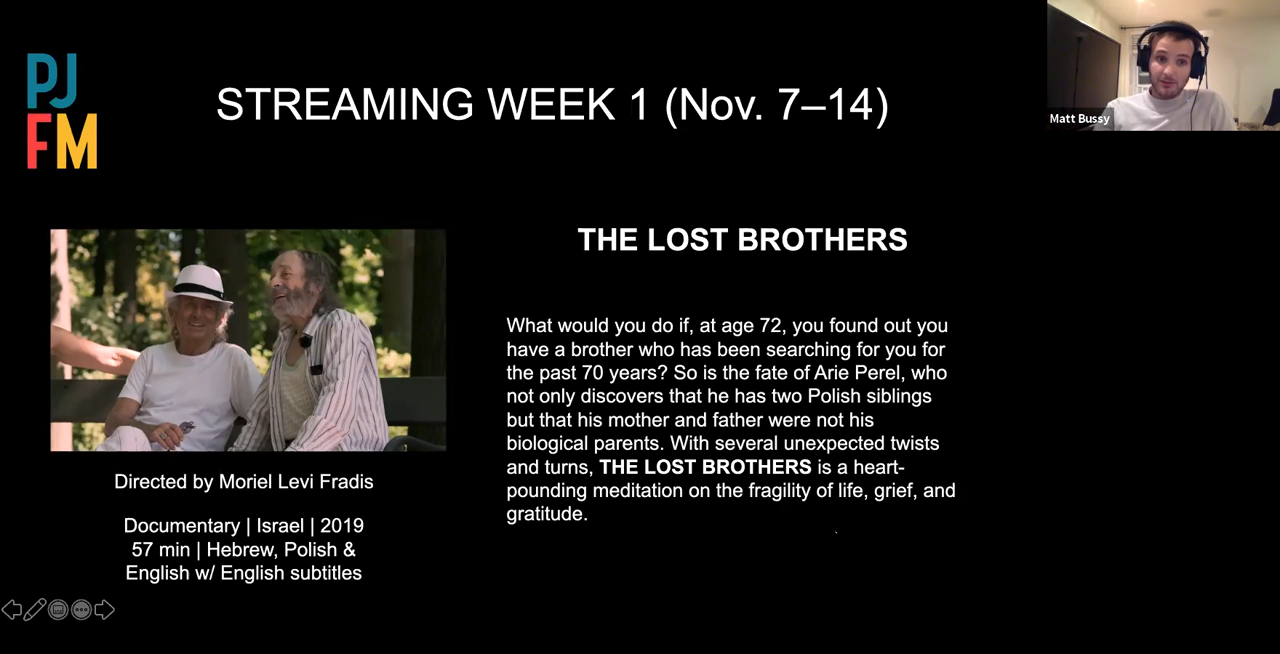 PJ
FM
STREAMING WEEK 1 (Nov. 7–14)
Matt Bussy
THE LOST BROTHERS
What would you do if, at age 72, you found out you
have a brother who has been searching for you for
the past 70 years? So is the fate of Arie Perel, who
not only discovers that he has two Polish siblings
but that his mother and father were not his
biological parents. With several unexpected twists
and turns, THE LOST BROTHERS is a heart-
pounding meditation on the fragility of life, grief, and
gratitude.
Directed by Moriel Levi Fradis
Documentary | Israel | 2019
57 min | Hebrew, Polish &
English w/ English subtitles